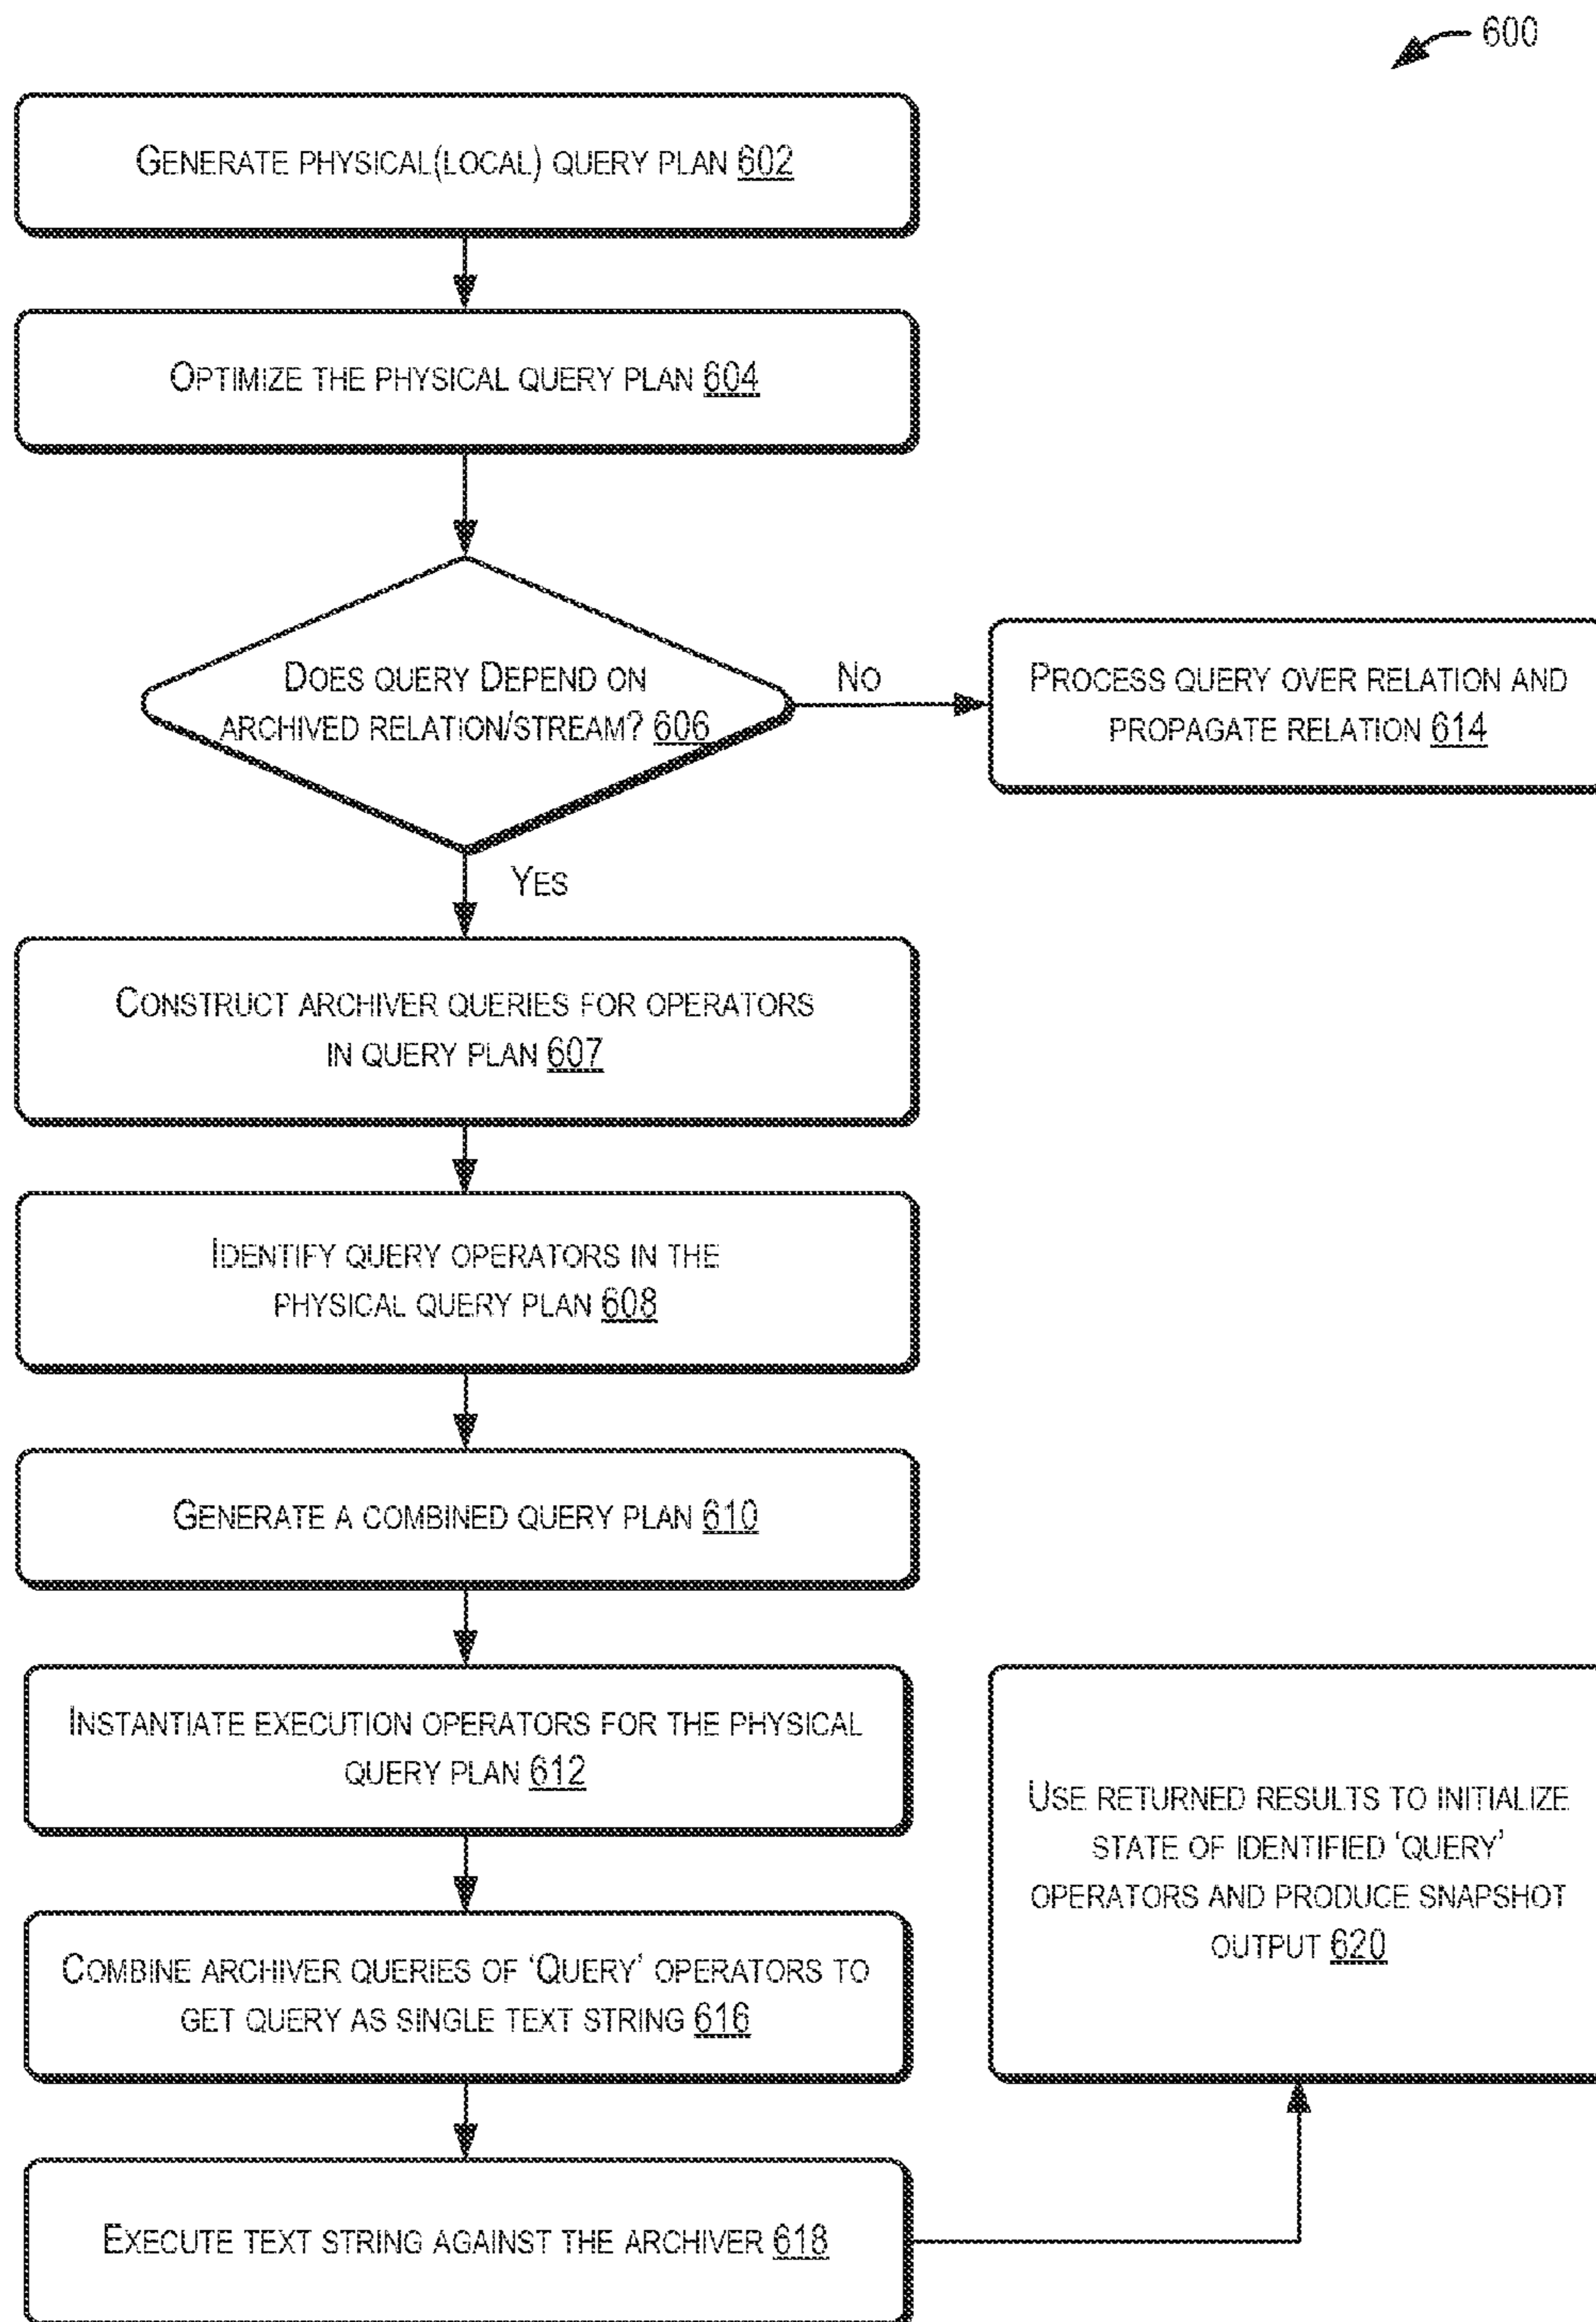 600
GENERATE PHYSICAL(LOCAL) QUERY PLAN 602
OPTIMIZE THE PHYSICAL QUERY PLAN 604
DOES QUERY DEPEND ON
ARCHIVED RELATION/STREAM? 606
NO
PROCESS QUERY OVER RELATION AND
PROPAGATE RELATION 614
YES
CONSTRUCT ARCHIVER QUERIES FOR OPERATORS
IN QUERY PLAN 607
IDENTIFY QUERY OPERATORS IN THE
PHYSICAL QUERY PLAN 608
GENERATE A COMBINED QUERY PLAN 610
INSTANTIATE EXECUTION OPERATORS FOR THE PHYSICAL
QUERY PLAN 612
COMBINE ARCHIVER QUERIES OF 'QUERY' OPERATORS TO
GET QUERY AS SINGLE TEXT STRING 616
EXECUTE TEXT STRING AGAINST THE ARCHIVER 618
USE RETURNED RESULTS TO INITIALIZE
STATE OF IDENTIFIED 'QUERY'
OPERATORS AND PRODUCE SNAPSHOT
OUTPUT 620